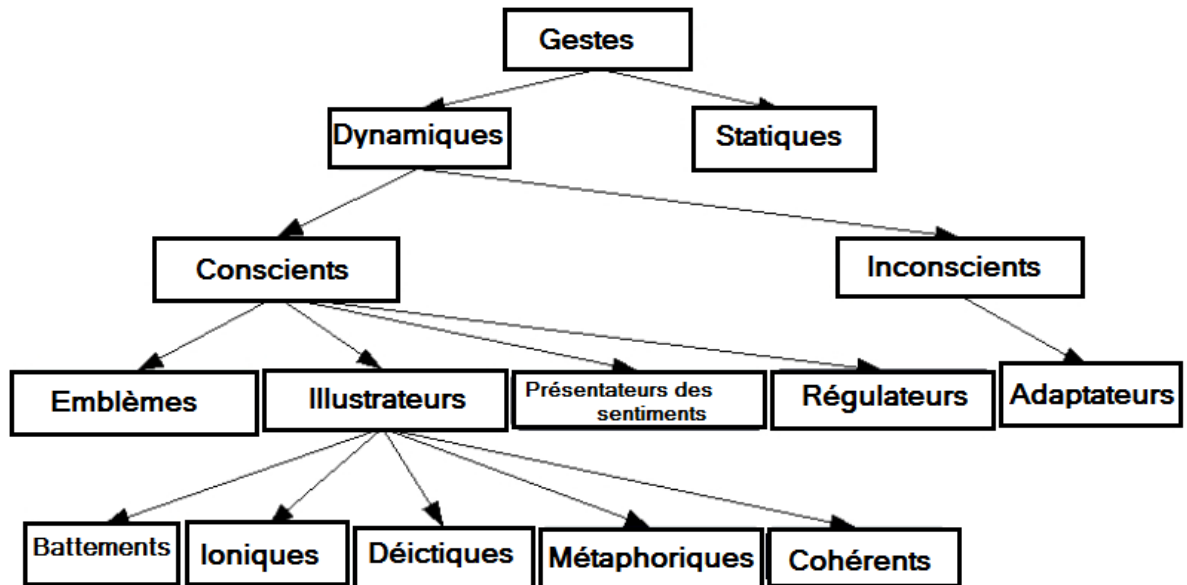 Gestes
Dynamiques
Statiques
Conscients
Inconscients
Emblèmes
Illustrateurs
Présentateurs des
sentiments
Régulateurs
Adaptateurs
Battements
Ioniques
Déictiques
Métaphoriques
Cohérents